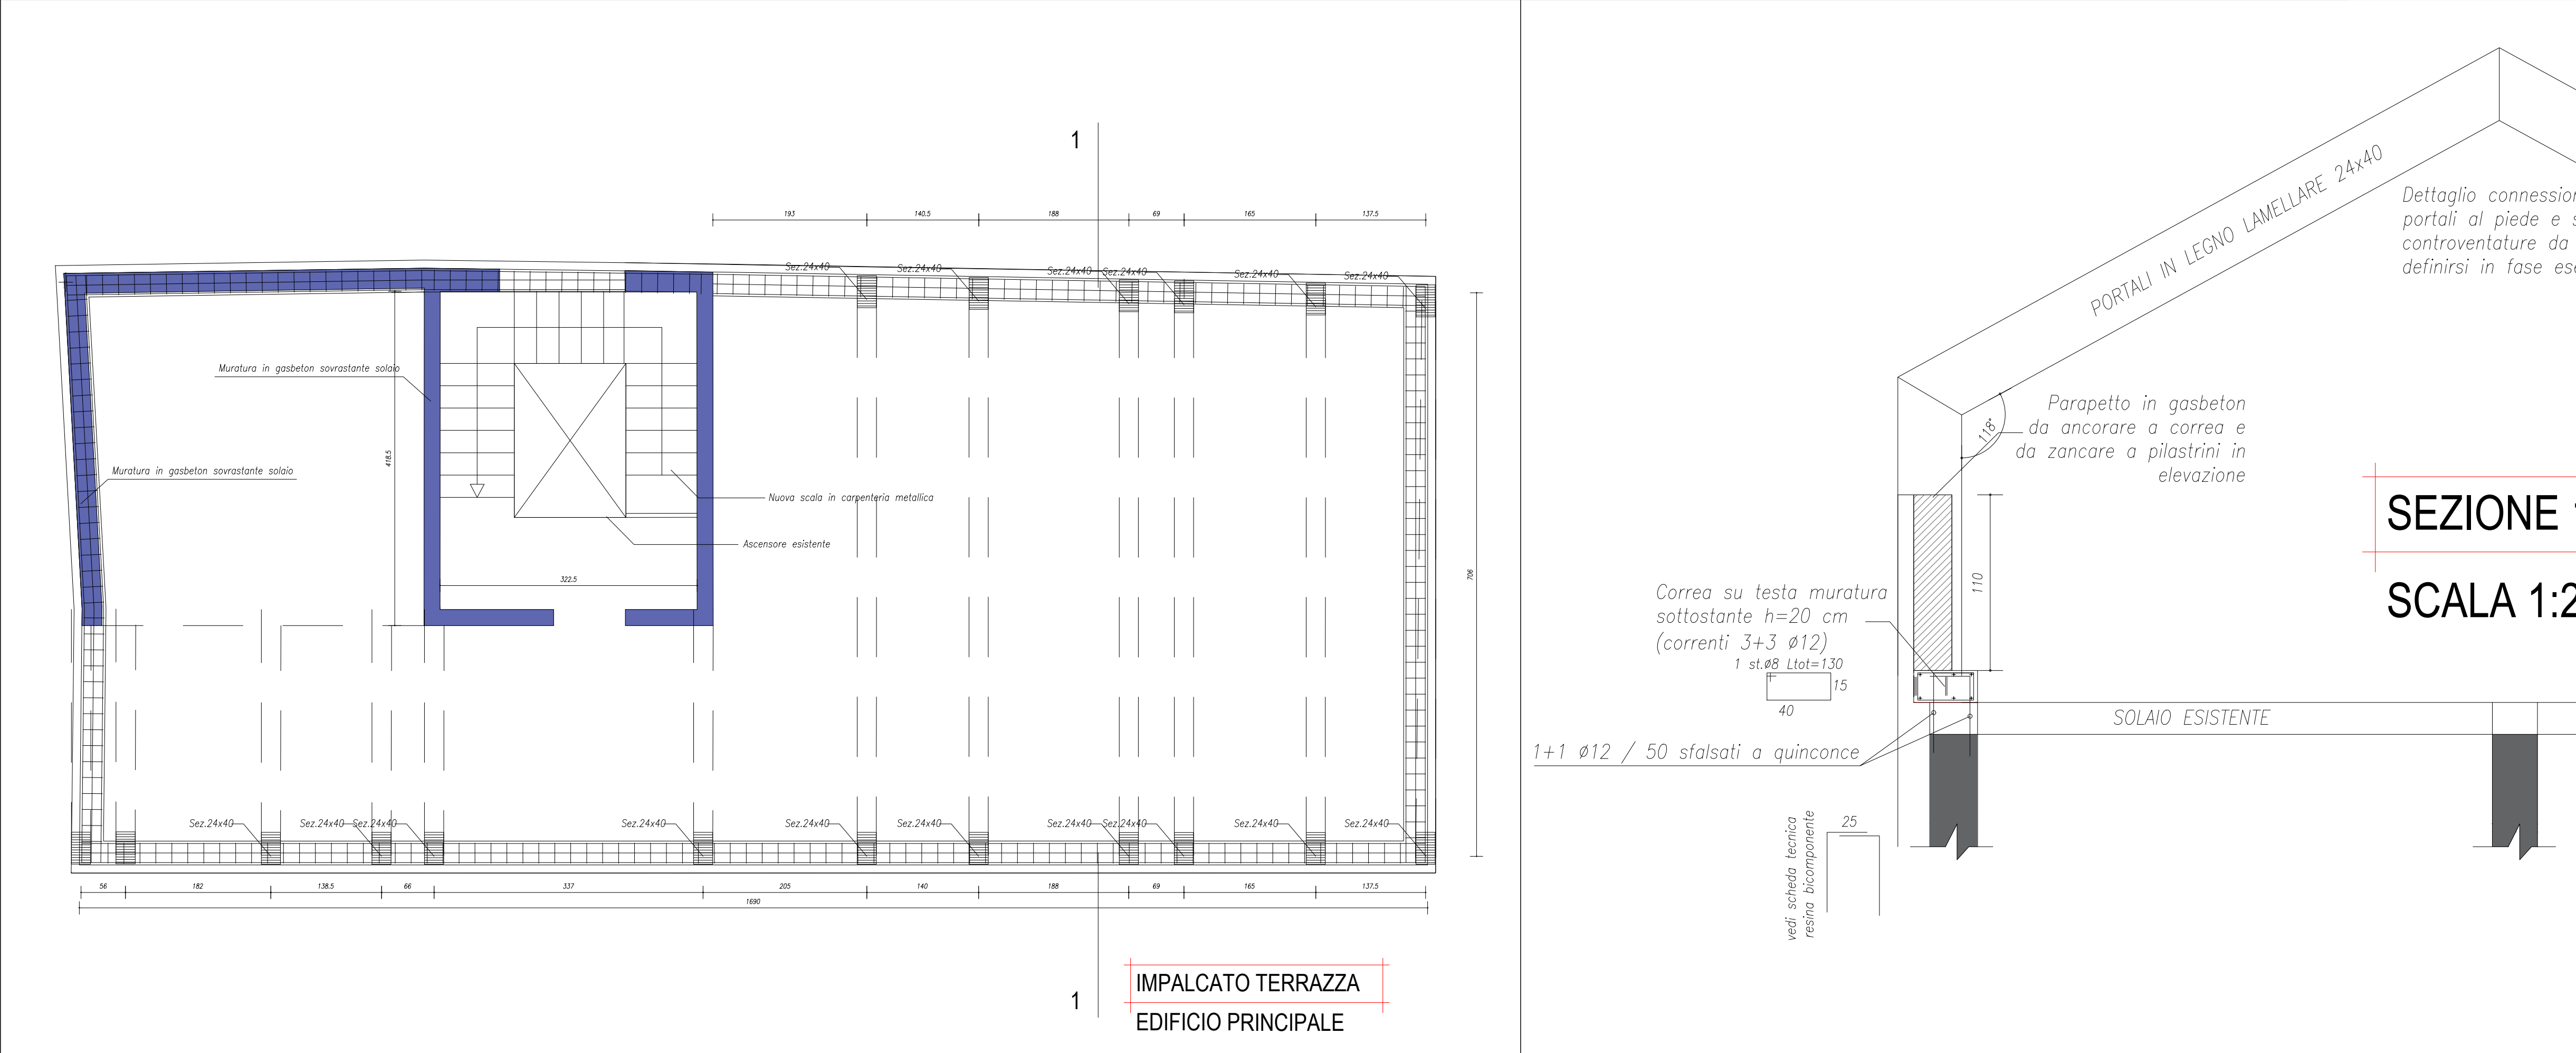 1
193
140.5
188
69
165
137.5
Sez.24x40
Sez.24x40
Sez.24x40
Sez.24x40
Sez.24x40
Sez.24x40
Muratura in gasbeton sovrastante solaio
Muratura in gasbeton sovrastante solaio
418.5
Nuova scala in carpenteria metallica
Ascensore esistente
322.5
706
Sez.24x40
Sez.24x40
Sez.24x40
Sez.24x40
Sez.24x40
Sez.24x40
Sez.24x40
Sez.24x40
Sez.24x40
Sez.24x40
56
182
138.5
66
337
205
140
188
69
165
137.5
1690
1
IMPALCATO TERRAZZA
EDIFICIO PRINCIPALE
PORTALI IN LEGNO LAMELLARE 24x40
Dettaglio connession
portali al piede e s
controventature da
definirsi in fase es
118°
Parapetto in gasbeton
da ancorare a correa e
da zancare a pilastrini in
elevazione
110
SEZIONE
SCALA 1:2
Correa su testa muratura
sottostante h=20 cm
(correnti 3+3 ø12)
1 st.ø8 Ltot=130
15
40
SOLAIO ESISTENTE
1+1 ø12 / 50 sfalsati a quinconce
25
vedi scheda tecnica
resina bicomponente